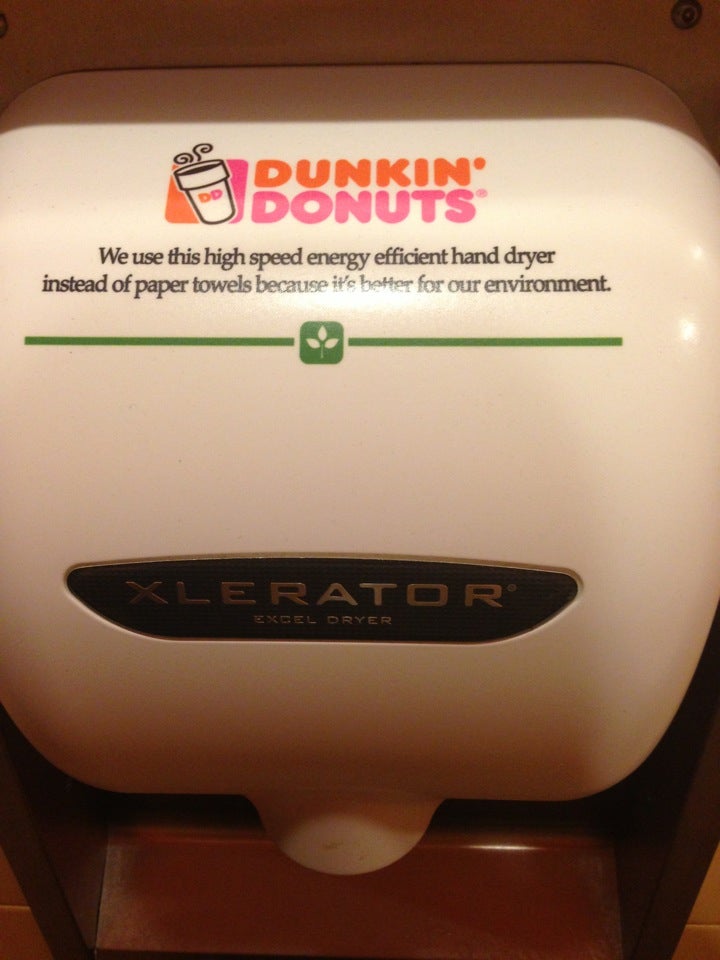 DD
DUNKIN'
DONUTS®
We use this high speed energy efficient hand dryer
instead of paper towels because it's better for our environment.
XLERATOR®
EXCEL DRYER